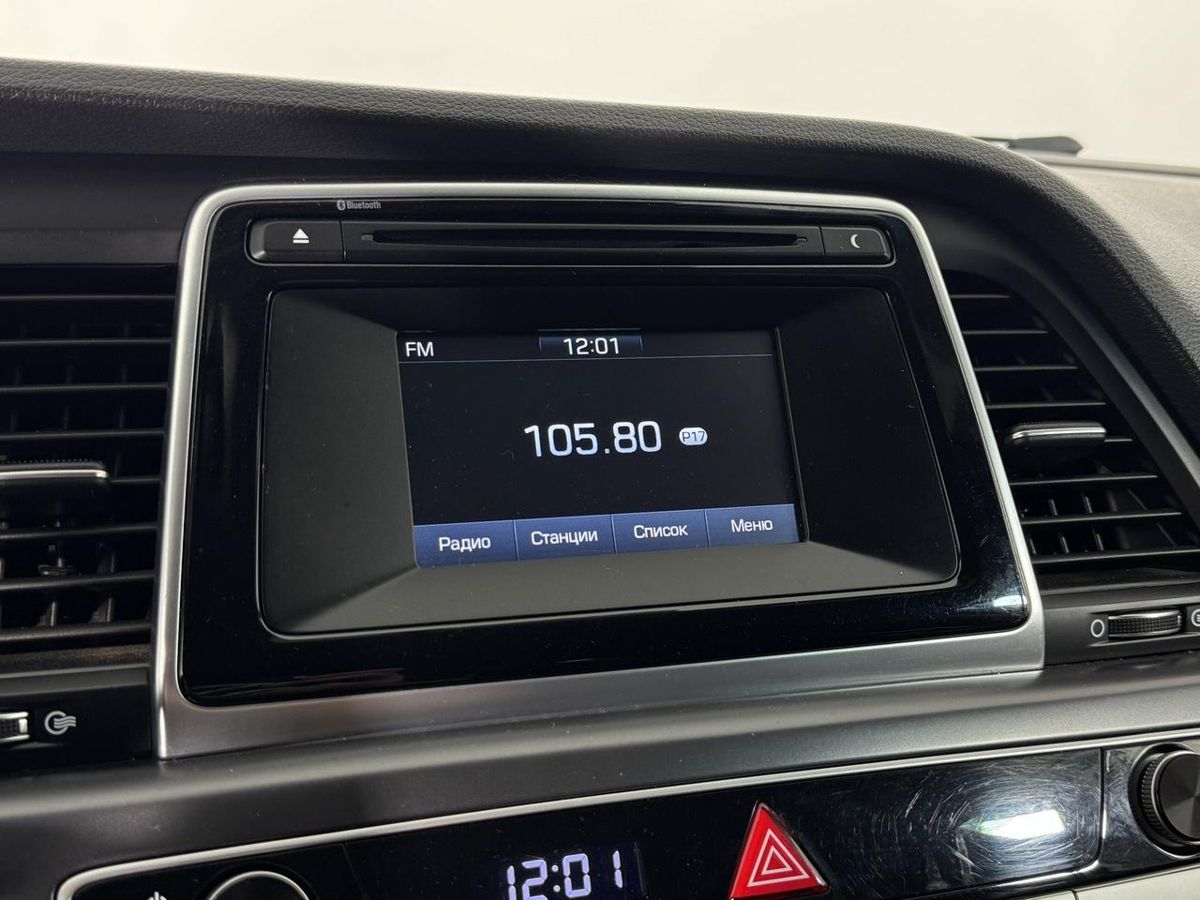 Bluetooth
FM 12:01
105.80 P17
Радио Станции Список Меню
12:01